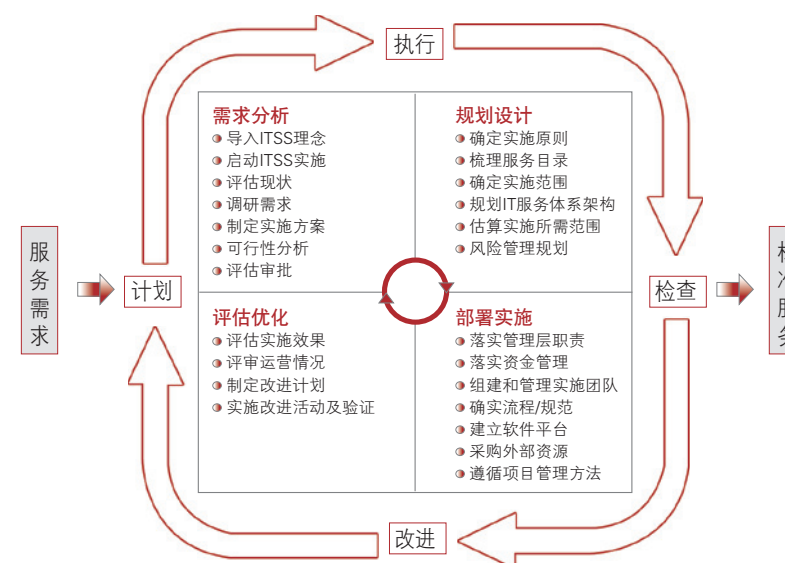 执行
需求分析
导入ITSS理念
启动ITSS实施
评估现状
调研需求
制定实施方案
可行性分析
评估审批
规划设计
确定实施原则
梳理服务目录
确定实施范围
规划IT服务体系架构
估算实施所需范围
风险管理规划
服务需求
计划
检查
评估优化
评估实施效果
评审运营情况
制定改进计划
实施改进活动及验证
部署实施
落实管理层职责
落实资金管理
组建和管理实施团队
确实流程/规范
建立软件平台
采购外部资源
遵循项目管理方法
改进